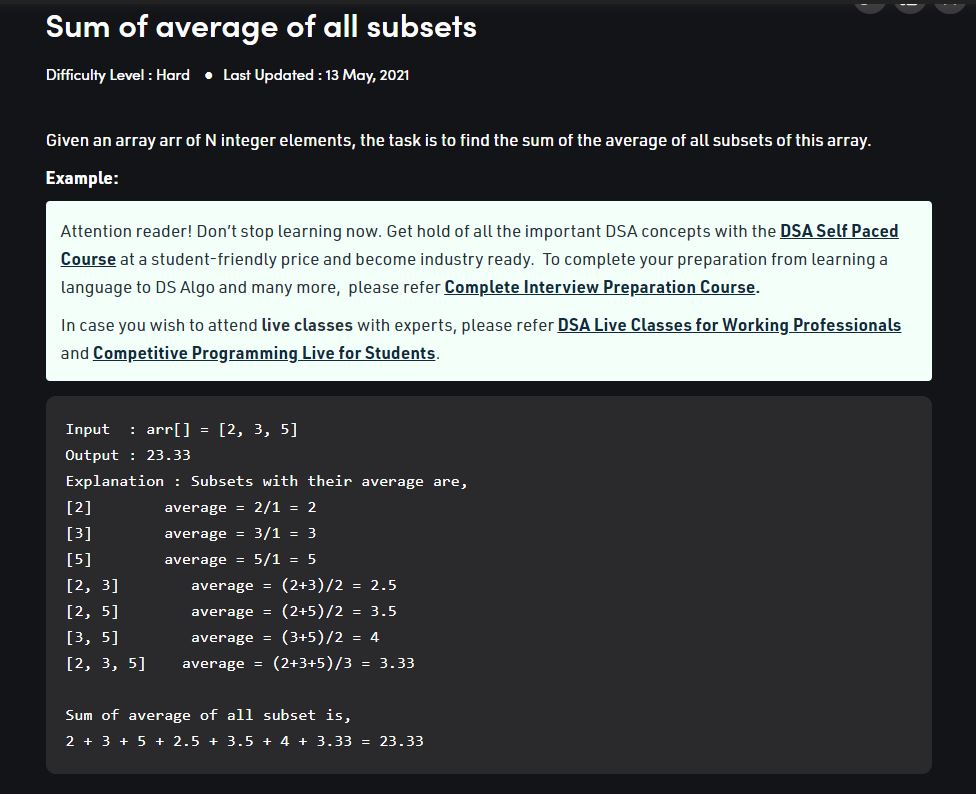 Sum of average of all subsets
Difficulty Level : Hard ● Last Updated : 13 May, 2021
Given an array arr of N integer elements, the task is to find the sum of the average of all subsets of this array.
Example:
Attention reader! Don’t stop learning now. Get hold of all the important DSA concepts with the DSA Self Paced
Course at a student-friendly price and become industry ready.  To complete your preparation from learning a
language to DS Algo and many more,  please refer Complete Interview Preparation Course.
In case you wish to attend live classes with experts, please refer DSA Live Classes for Working Professionals
and Competitive Programming Live for Students.
Input  : arr[] = [2, 3, 5]
Output : 23.33
Explanation : Subsets with their average are,
[2]        average = 2/1 = 2
[3]        average = 3/1 = 3
[5]        average = 5/1 = 5
[2, 3]        average = (2+3)/2 = 2.5
[2, 5]        average = (2+5)/2 = 3.5
[3, 5]        average = (3+5)/2 = 4
[2, 3, 5]    average = (2+3+5)/3 = 3.33
Sum of average of all subset is,
2 + 3 + 5 + 2.5 + 3.5 + 4 + 3.33 = 23.33